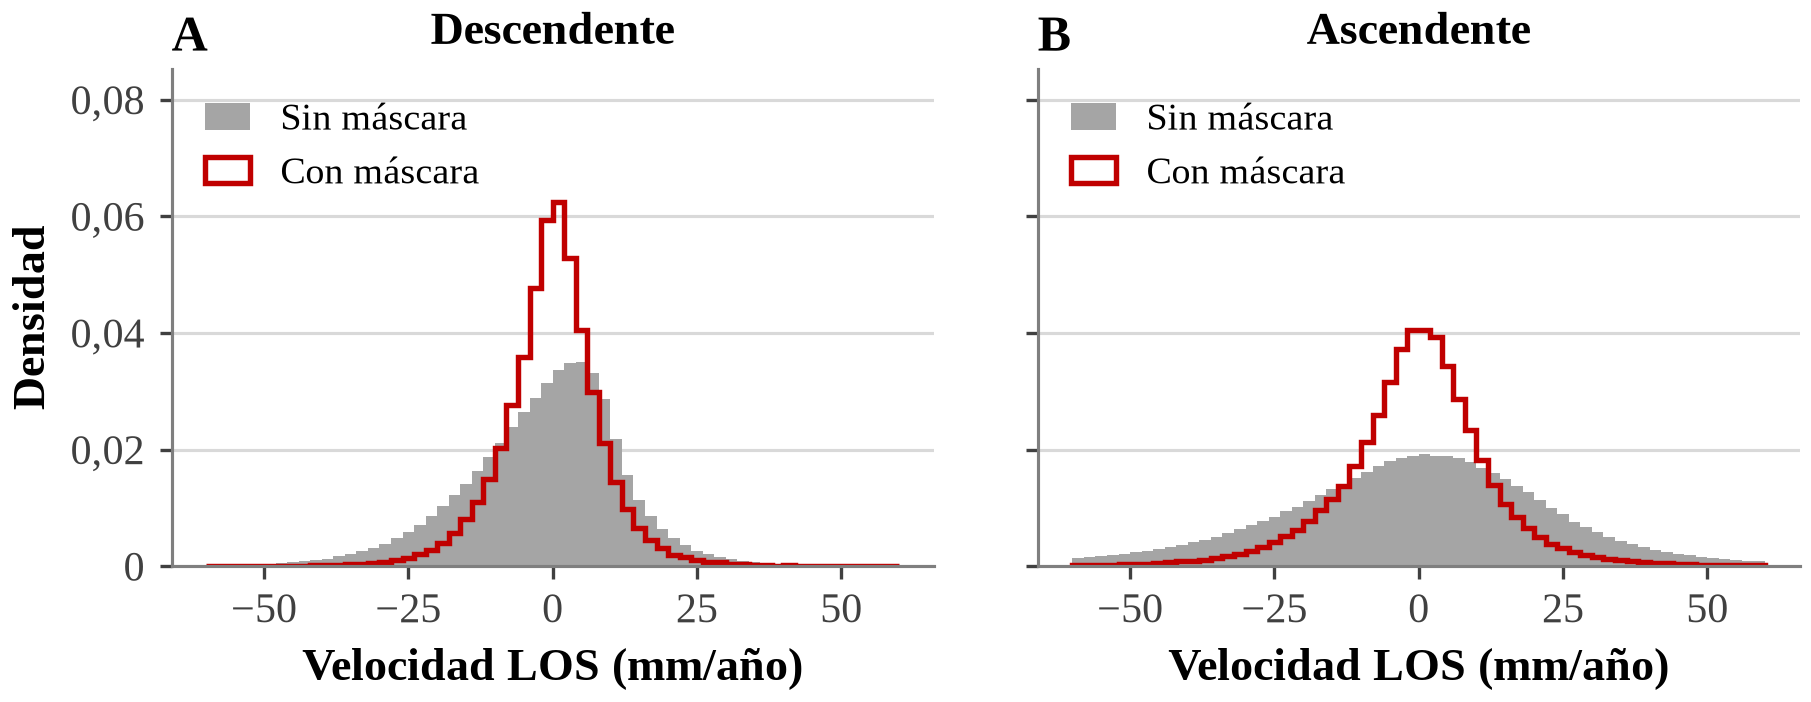 A
Descendente
B
Ascendente
Sin máscara
Con máscara
Sin máscara
Con máscara
Densidad
0,08
0,06
0,04
0,02
0
−50
−25
0
25
50
−50
−25
0
25
50
Velocidad LOS (mm/año)
Velocidad LOS (mm/año)